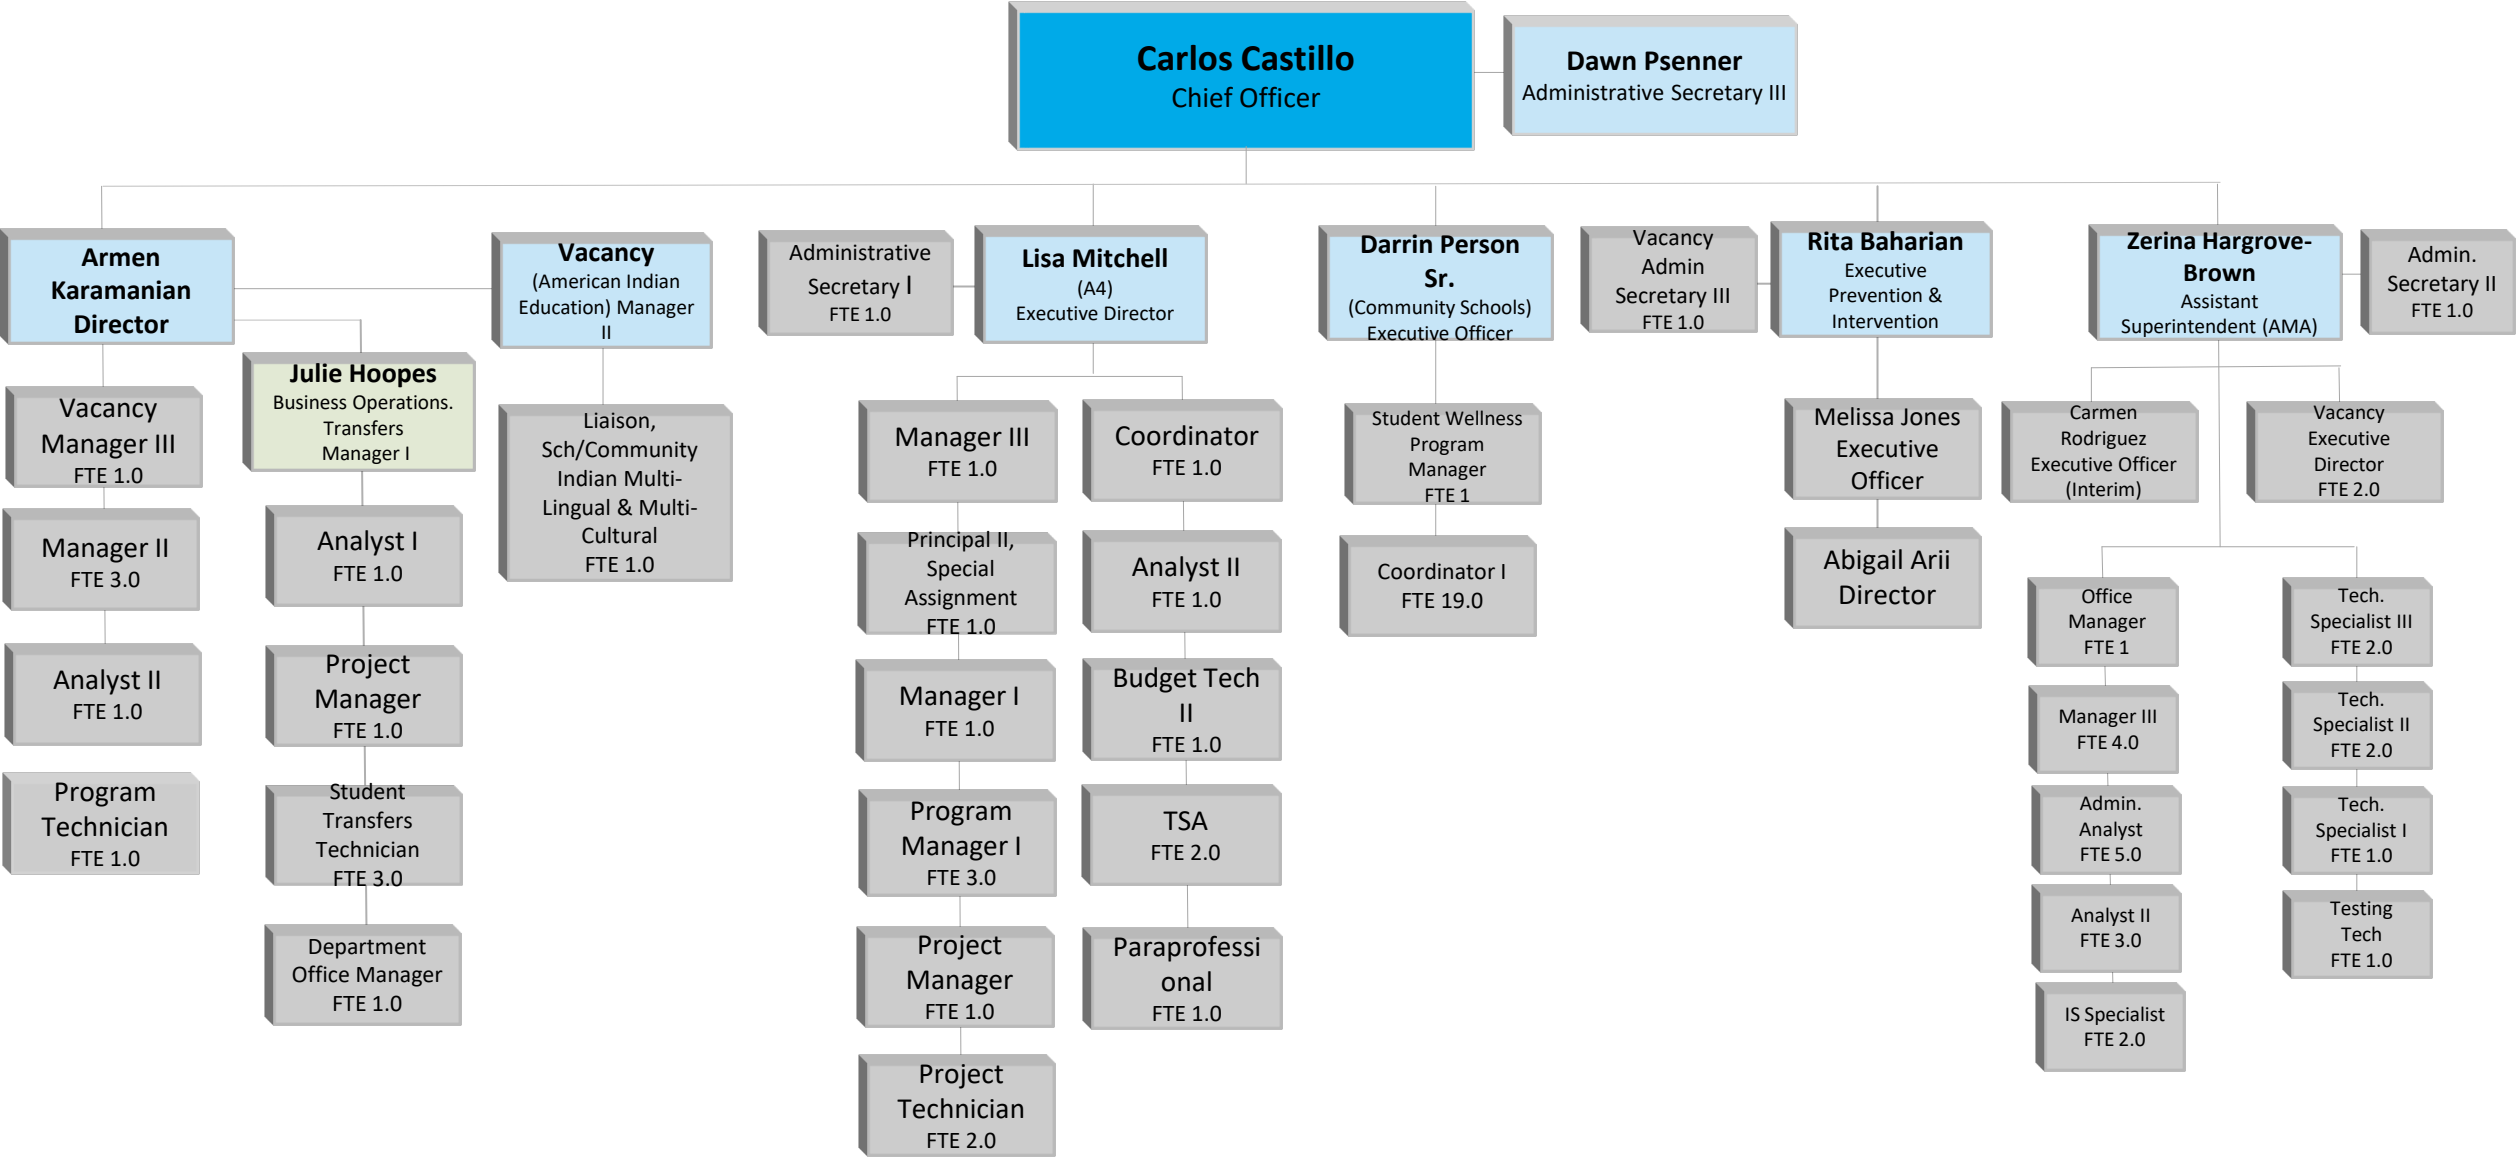 Carlos Castillo
Chief Officer
Dawn Psenner
Administrative Secretary III
Armen
Karamanian
Director
Vacancy
(American Indian
Education) Manager
II
Administrative
Secretary I
FTE 1.0
Lisa Mitchell
(A4)
Executive Director
Darrin Person
Sr.
(Community Schools)
Executive Officer
Vacancy
Admin
Secretary III
FTE 1.0
Rita Baharian
Executive
Prevention &
Intervention
Zerina Hargrove-
Brown
Assistant
Superintendent (AMA)
Admin.
Secretary II
FTE 1.0
Vacancy
Manager III
FTE 1.0
Manager II
FTE 3.0
Analyst II
FTE 1.0
Program
Technician
FTE 1.0
Julie Hoopes
Business Operations.
Transfers
Manager I
Analyst I
FTE 1.0
Project
Manager
FTE 1.0
Student
Transfers
Technician
FTE 3.0
Department
Office Manager
FTE 1.0
Liaison,
Sch/Community
Indian Multi-
Lingual & Multi-
Cultural
FTE 1.0
Manager III
FTE 1.0
Principal II,
Special
Assignment
FTE 1.0
Manager I
FTE 1.0
Program
Manager I
FTE 3.0
Project
Manager
FTE 1.0
Project
Technician
FTE 2.0
Coordinator
FTE 1.0
Analyst II
FTE 1.0
Budget Tech
II
FTE 1.0
TSA
FTE 2.0
Paraprofessi
onal
FTE 1.0
Student Wellness
Program
Manager
FTE 1
Coordinator I
FTE 19.0
Melissa Jones
Executive
Officer
Abigail Arii
Director
Carmen
Rodriguez
Executive Officer
(Interim)
Vacancy
Executive
Director
FTE 2.0
Office
Manager
FTE 1
Manager III
FTE 4.0
Admin.
Analyst
FTE 5.0
Analyst II
FTE 3.0
IS Specialist
FTE 2.0
Tech.
Specialist III
FTE 2.0
Tech.
Specialist II
FTE 2.0
Tech.
Specialist I
FTE 1.0
Testing
Tech
FTE 1.0